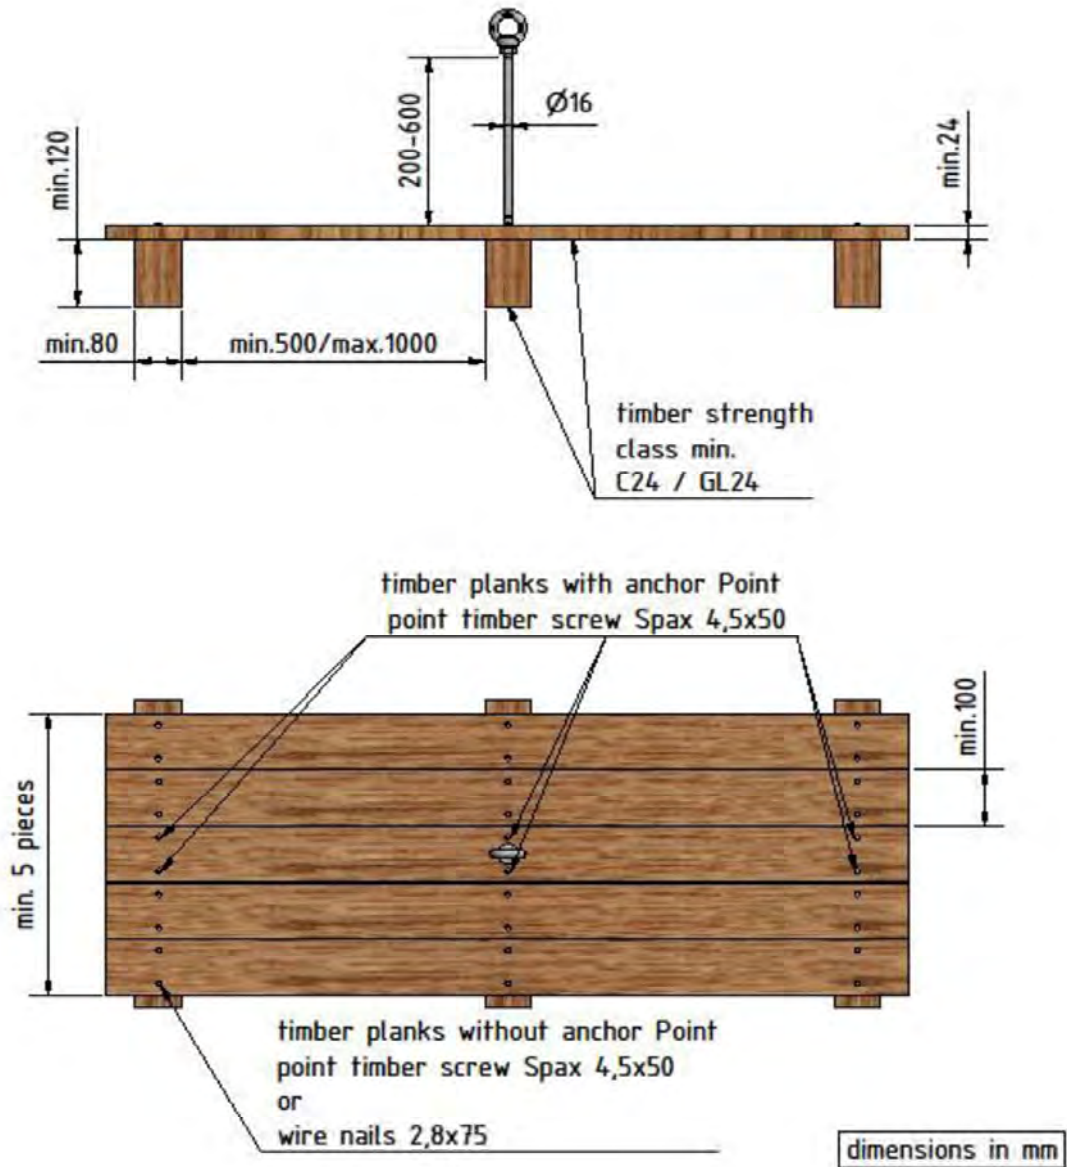 Ø16
200-600
min.120
min.24
min.80
min.500/max.1000
timber strength
class min.
C24 / GL24
timber planks with anchor Point
point timber screw Spax 4,5x50
min.100
min. 5 pieces
timber planks without anchor Point
point timber screw Spax 4,5x50
or
wire nails 2,8x75
dimensions in mm